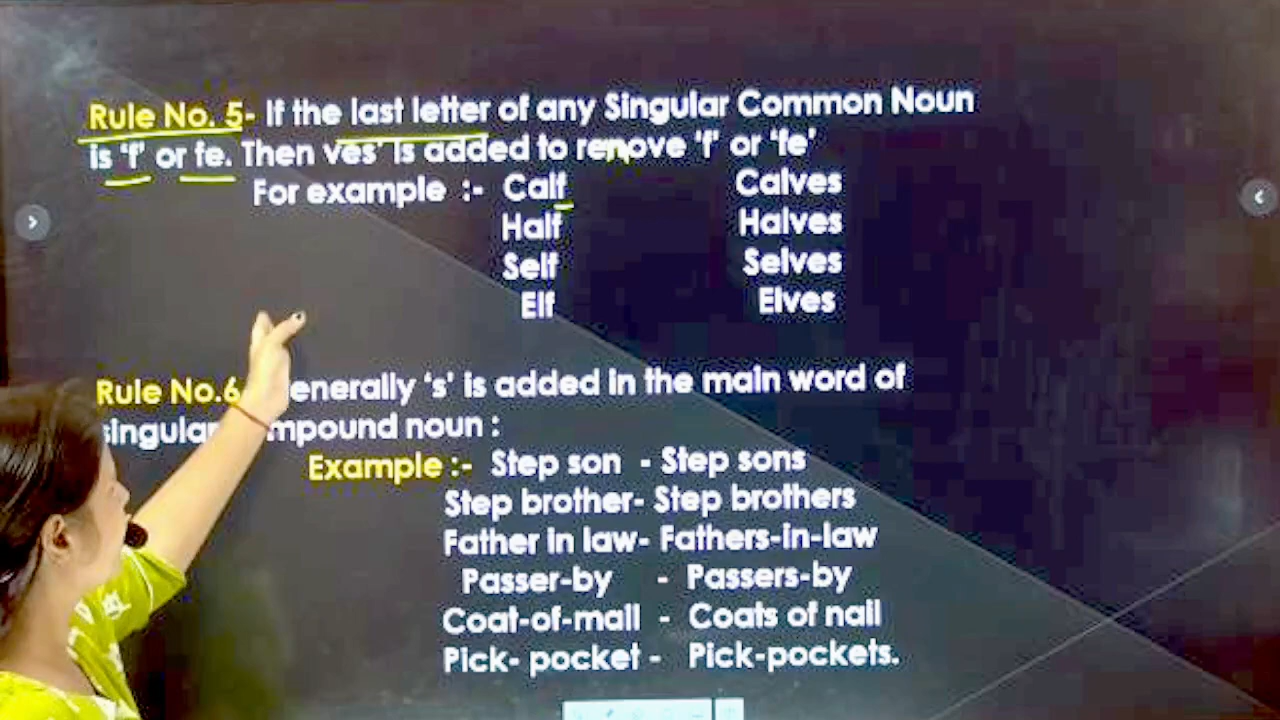 Rule No. 5- If the last letter of any Singular Common Noun
is 'f' or fe. Then ves' is added to remove 'f' or 'fe'
For example :- Calf Calves
Half Halves
Self Selves
Elf Elves
Rule No.6 enerally 's' is added in the main word of
singular mpound noun :
Example :- Step son - Step sons
Step brother- Step brothers
Father in law- Fathers-in-law
Passer-by - Passers-by
Coat-of-mail - Coats of nail
Pick- pocket - Pick-pockets.